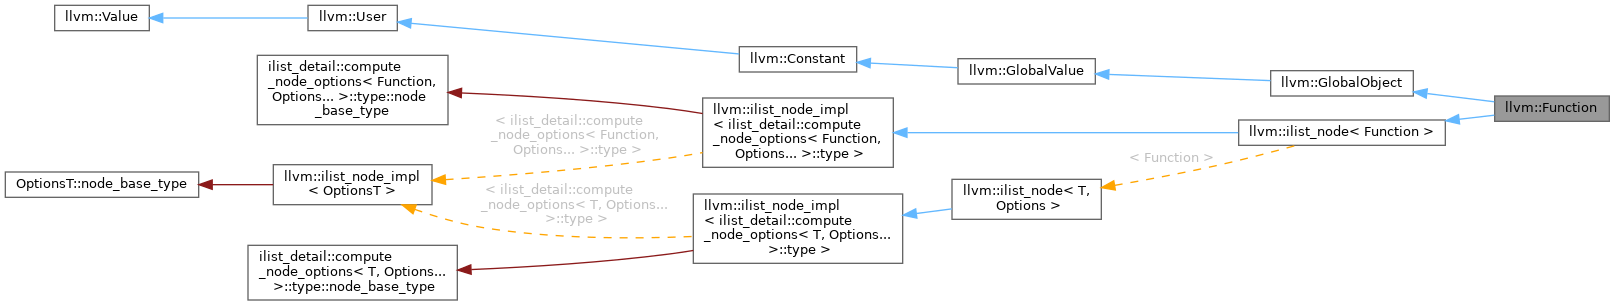 llvm::Value
llvm::User
llvm::Constant
llvm::GlobalValue
llvm::GlobalObject
llvm::Function
ilist_detail::compute
_node_options< Function,
Options... >::type::node
_base_type
llvm::ilist_node_impl
< ilist_detail::compute
_node_options< Function,
Options... >::type >
llvm::ilist_node< Function >
< ilist_detail::compute
_node_options< Function,
Options... >::type >
< Function >
OptionsT::node_base_type
llvm::ilist_node_impl
< OptionsT >
< ilist_detail::compute
_node_options< T, Options...
>::type >
llvm::ilist_node_impl
< ilist_detail::compute
_node_options< T, Options...
>::type >
llvm::ilist_node< T,
Options >
ilist_detail::compute
_node_options< T, Options...
>::type::node_base_type